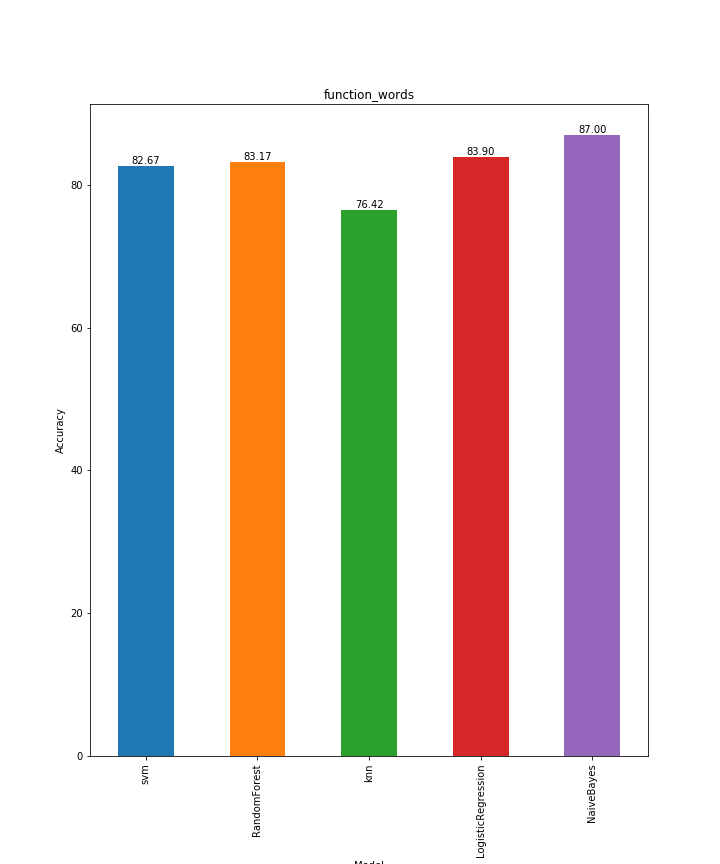 function_words
82.67
83.17
76.42
83.90
87.00
80
60
40
20
0
Accuracy
svm
RandomForest
knn
LogisticRegression
NaiveBayes
Model